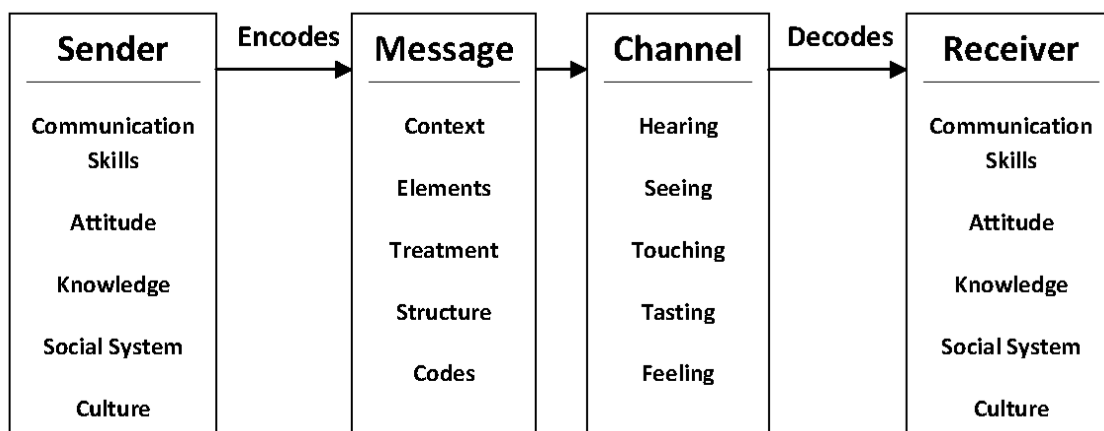 Sender
Encodes
Message
Channel
Decodes
Receiver
Communication
Skills
Attitude
Knowledge
Social System
Culture
Context
Elements
Treatment
Structure
Codes
Hearing
Seeing
Touching
Tasting
Feeling
Communication
Skills
Attitude
Knowledge
Social System
Culture